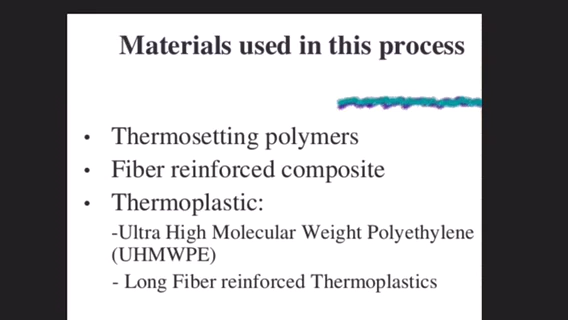 Materials used in this process
• Thermosetting polymers
• Fiber reinforced composite
• Thermoplastic:
-Ultra High Molecular Weight Polyethylene
(UHMWPE)
- Long Fiber reinforced Thermoplastics